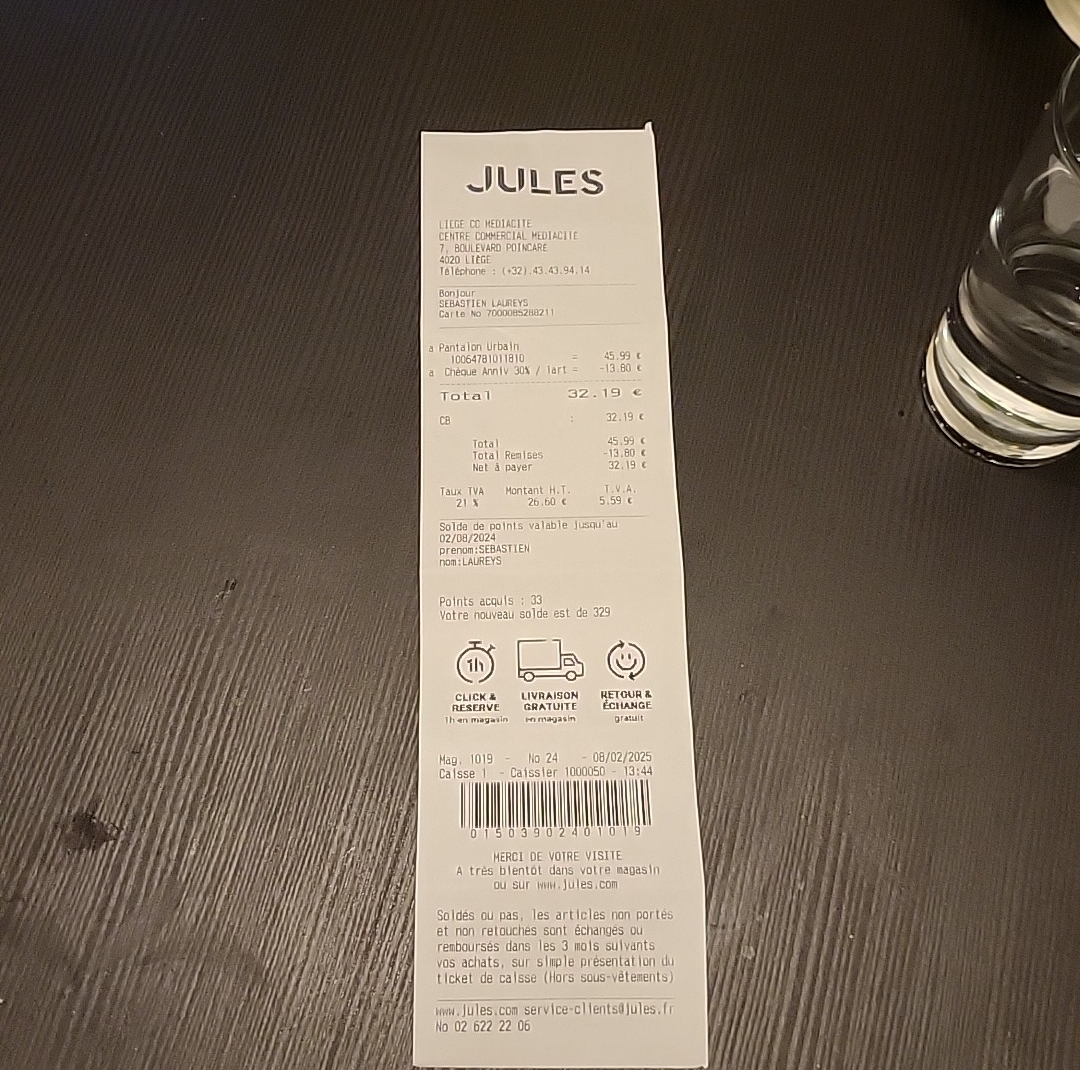 JULES
LIEGE CC MEDIACITE
CENTRE COMMERCIAL MEDIACITE
7, BOULEVARD POINCARE
4020 LIÈGE
Téléphone : (+32).43.43.94.14
Bonjour
SEBASTIEN LAUREYS
Carte No 7000085288211
a Pantalon Urbain
10064781011810 = 45.99 €
a Chèque Anniv 30% / 1art = -13.80 €
Total 32.19 €
CB : 32.19 €
Total 45.99 €
Total Remises -13.80 €
Net à payer 32.19 €
Taux TVA Montant H.T. T.V.A.
21 % 26.60 € 5.59 €
Solde de points valable jusqu'au
02/08/2024
prenom:SEBASTIEN
nom:LAUREYS
Points acquis : 33
Votre nouveau solde est de 329
1h
CLICK & RESERVE 1h en magasin
LIVRAISON GRATUITE en magasin
RETOUR & ÉCHANGE gratuit
Mag. 1019 - No 24 - 08/02/2025
Caisse 1 - Caissier 1000050 - 13:44
01503902401019
MERCI DE VOTRE VISITE
A très bientôt dans votre magasin
ou sur www.jules.com
Soldés ou pas, les articles non portés
et non retouchés sont échangés ou
remboursés dans les 3 mois suivants
vos achats, sur simple présentation du
ticket de caisse (Hors sous-vêtements)
www.jules.com service-clients@jules.fr
No 02 622 22 06